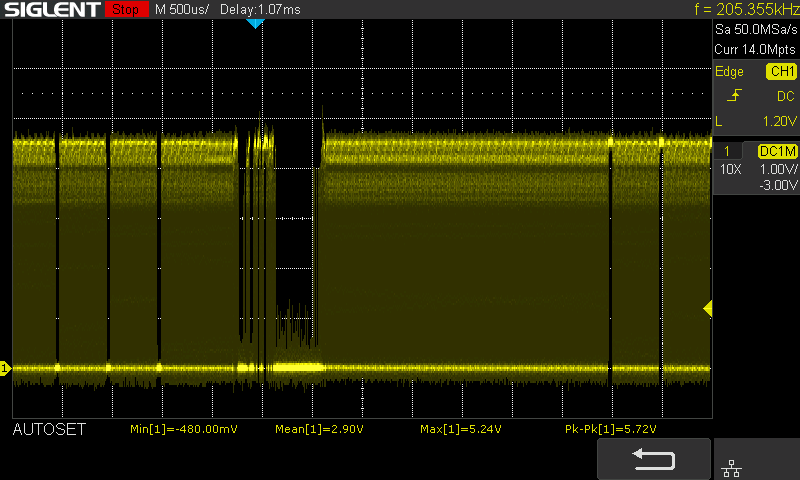 SIGLENT Stop M 500us/ Delay:1.07ms f = 205.355kHz
Sa 50.0MSa/s
Curr 14.0Mpts
Edge CH1
DC
L 1.20V
1 DC1M
10X 1.00V/
-3.00V
1
AUTOSET Min[1]=-480.00mV Mean[1]=2.90V Max[1]=5.24V Pk-Pk[1]=5.72V